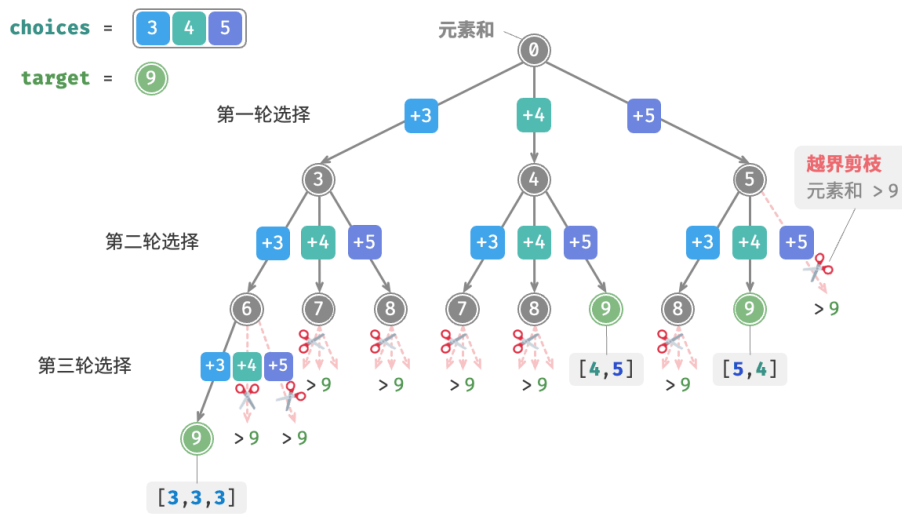 choices = 3 4 5
target = 9
元素和
0
第一轮选择
+3 +4 +5
越界剪枝
元素和 > 9
3 4 5
第二轮选择
+3 +4 +5 +3 +4 +5 +3 +4 +5
> 9
6 7 8 7 8 9 8 9
第三轮选择
+3 +4 +5
> 9 > 9 > 9 > 9 [4,5] > 9 [5,4]
9 > 9 > 9
[3,3,3]